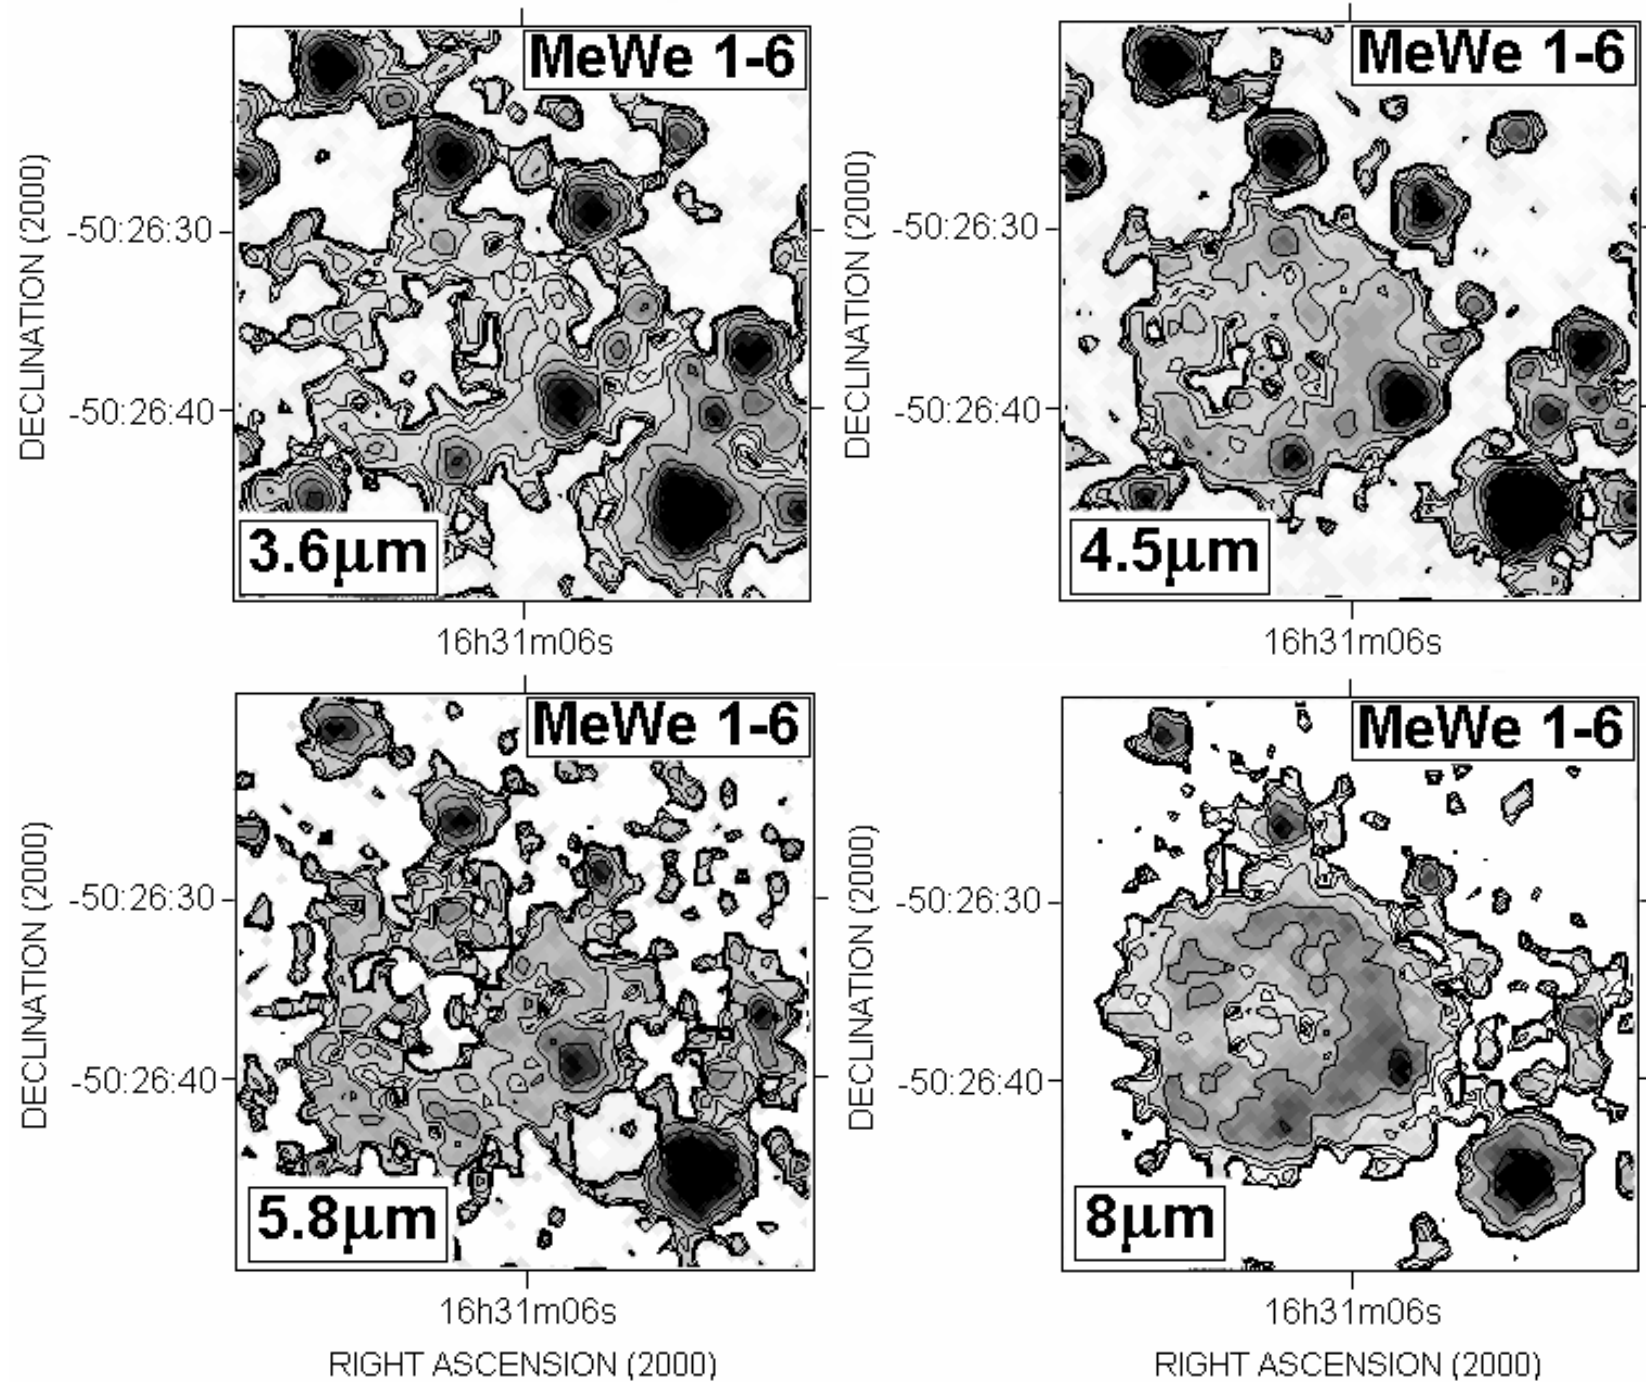 MeWe 1-6
DECLINATION (2000)
-50:26:30
-50:26:40
3.6μm
16h31m06s
MeWe 1-6
DECLINATION (2000)
-50:26:30
-50:26:40
4.5μm
16h31m06s
MeWe 1-6
DECLINATION (2000)
-50:26:30
-50:26:40
5.8μm
16h31m06s
RIGHT ASCENSION (2000)
MeWe 1-6
DECLINATION (2000)
-50:26:30
-50:26:40
8μm
16h31m06s
RIGHT ASCENSION (2000)